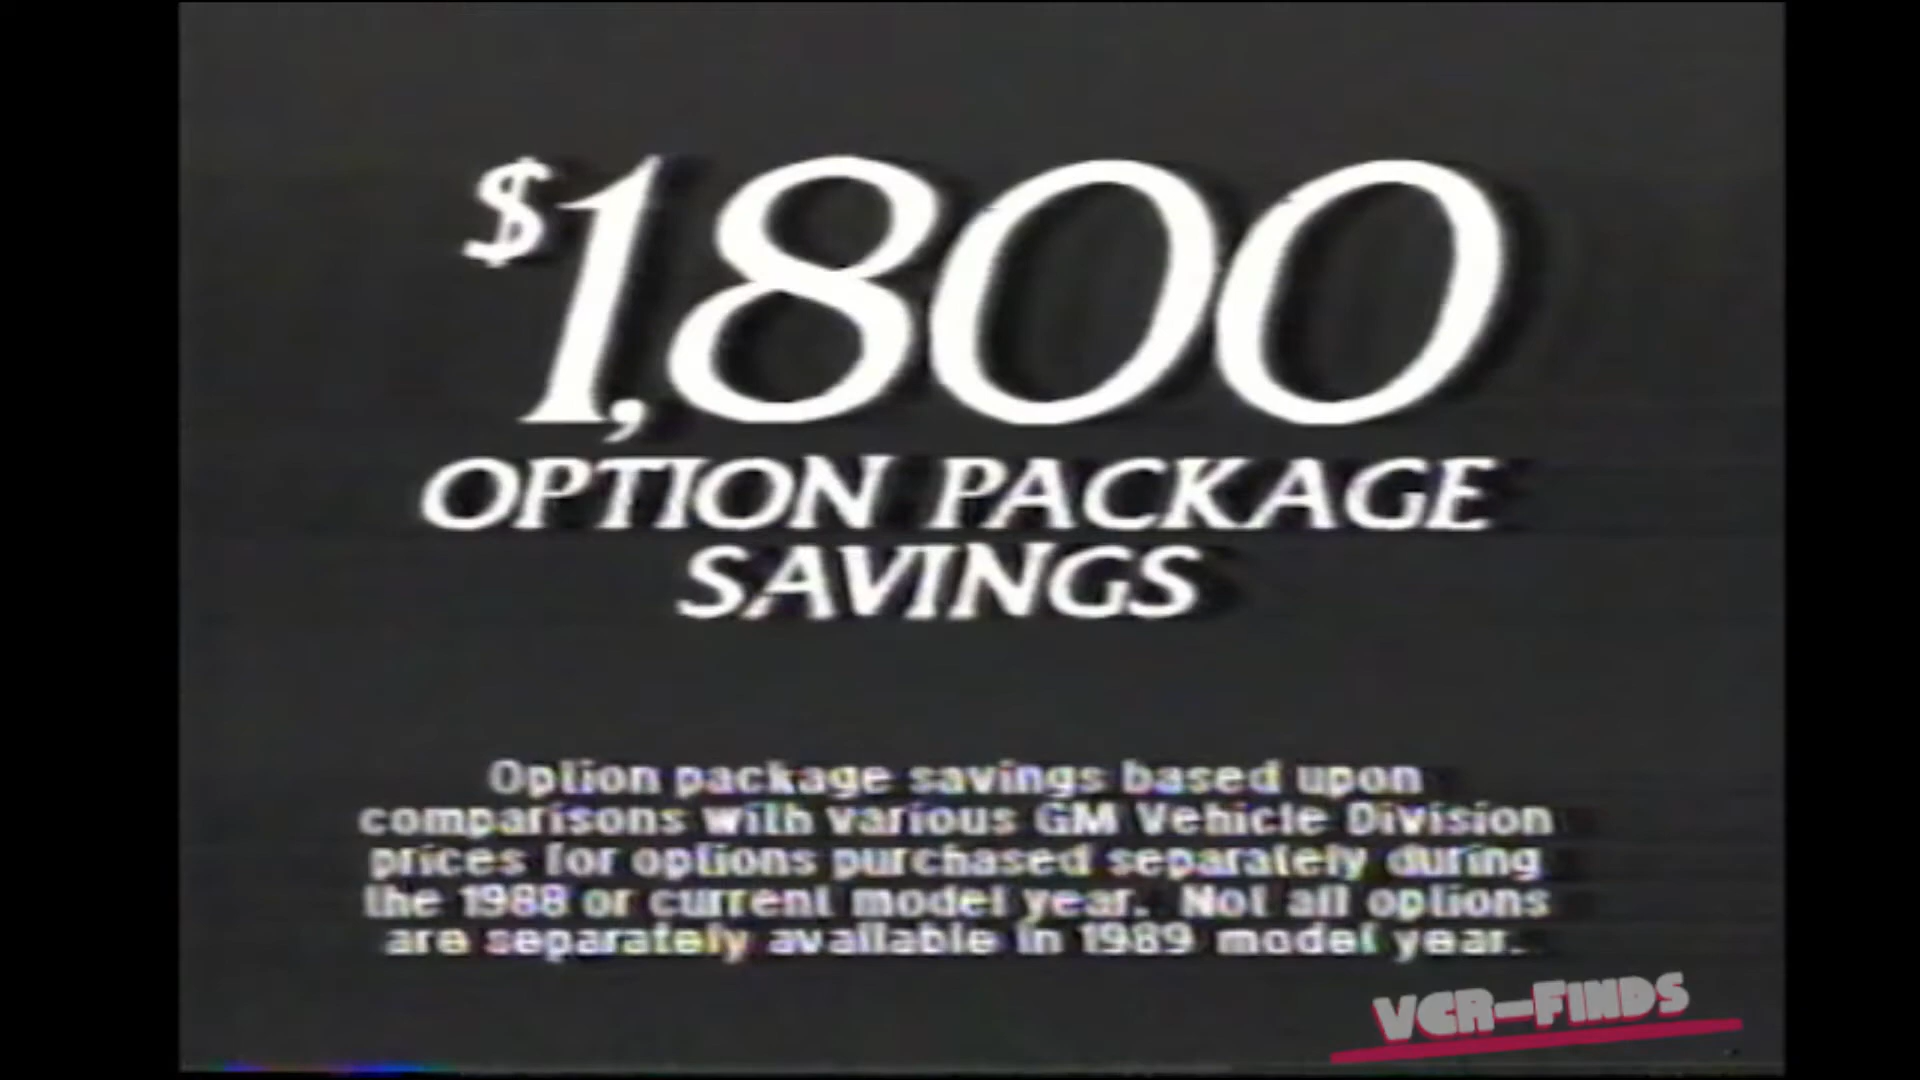 $1,800
OPTION PACKAGE
SAVINGS
Option package savings based upon
comparisons with various GM Vehicle Division
prices for options purchased separately during
the 1988 or current model year. Not all options
are separately available in 1989 model year.
VCR-FINDS